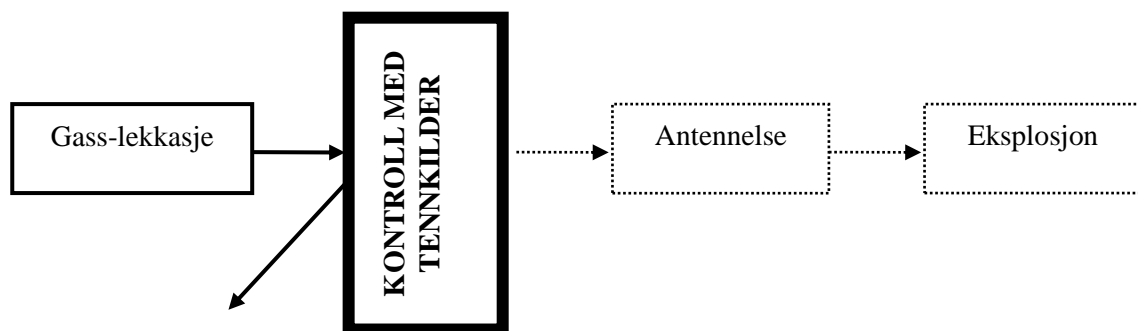 Gass-lekkasje
KONTROLL MED
TENNKILDER
Antennelse
Eksplosjon